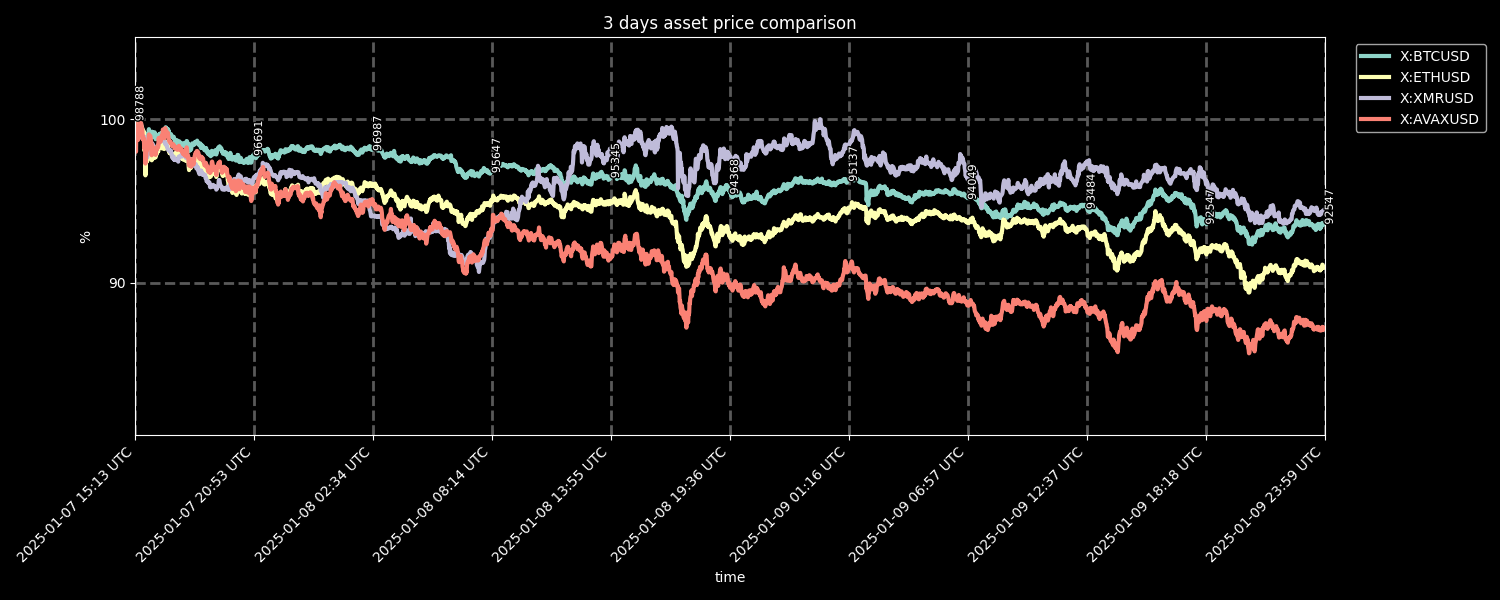 3 days asset price comparison
X:BTCUSD
X:ETHUSD
X:XMRUSD
X:AVAXUSD
%
100
90
98788
96691
96987
95647
95345
94368
95137
94049
93484
92547
92547
2025-01-07 15:13 UTC
2025-01-07 20:53 UTC
2025-01-08 02:34 UTC
2025-01-08 08:14 UTC
2025-01-08 13:55 UTC
2025-01-08 19:36 UTC
2025-01-09 01:16 UTC
2025-01-09 06:57 UTC
2025-01-09 12:37 UTC
2025-01-09 18:18 UTC
2025-01-09 23:59 UTC
time